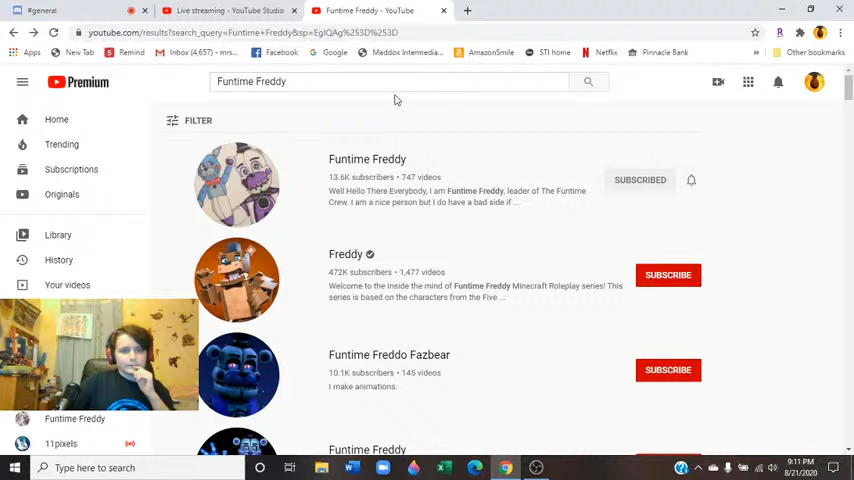 #general
Live streaming - YouTube Studio
Funtime Freddy - YouTube
youtube.com/results?search_query=Funtime+Freddy&sp=EgIQAg%253D%253D
Apps
New Tab
Remind
Inbox (4,657) - mrs...
Facebook
Google
Maddox Intermedia...
AmazonSmile
STI home
Netflix
Pinnacle Bank
Other bookmarks
Premium
Funtime Freddy
FILTER
Home
Trending
Subscriptions
Originals
Library
History
Your videos
Funtime Freddy
11pixels
Funtime Freddy
13.6K subscribers • 747 videos
Well Hello There Everybody, I am Funtime Freddy, leader of The Funtime
Crew. I am a nice person but I do have a bad side if ...
SUBSCRIBED
Freddy
472K subscribers • 1,477 videos
Welcome to the Inside the mind of Funtime Freddy Minecraft Roleplay series! This
series is based on the characters from the Five ...
SUBSCRIBE
Funtime Freddo Fazbear
10.1K subscribers • 145 videos
I make animations.
SUBSCRIBE
Funtime Freddy
Type here to search
9:11 PM
8/21/2020